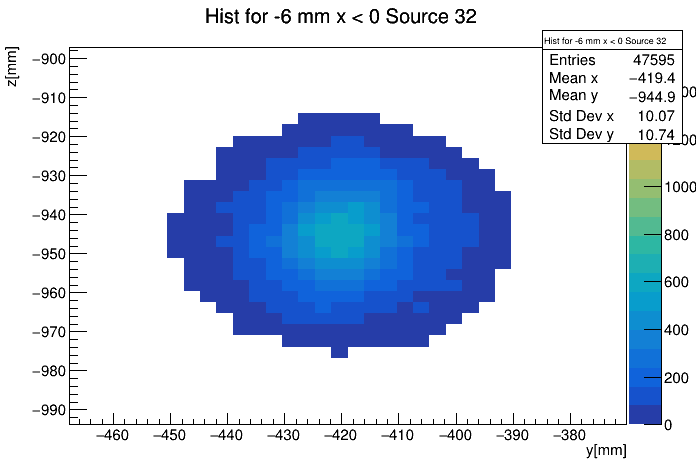 Hist for -6 mm x < 0 Source 32
Hist for -6 mm x < 0 Source 32
Entries 47595
Mean x −419.4
Mean y −944.9
Std Dev x 10.07
Std Dev y 10.74
z[mm]
−900
−910
−920
−930
−940
−950
−960
−970
−980
−990
−460 −450 −440 −430 −420 −410 −400 −390 −380
y[mm]
1000
800
600
400
200
0